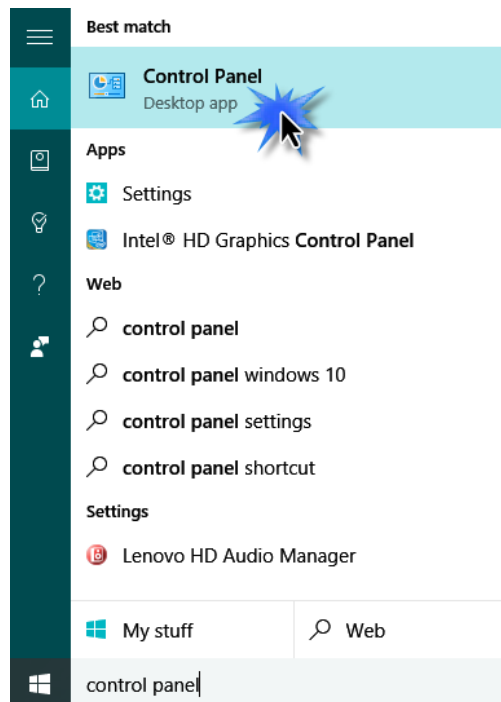 Best match
Control Panel
Desktop app
Apps
Settings
Intel® HD Graphics Control Panel
Web
control panel
control panel windows 10
control panel settings
control panel shortcut
Settings
Lenovo HD Audio Manager
My stuff
Web
control panel